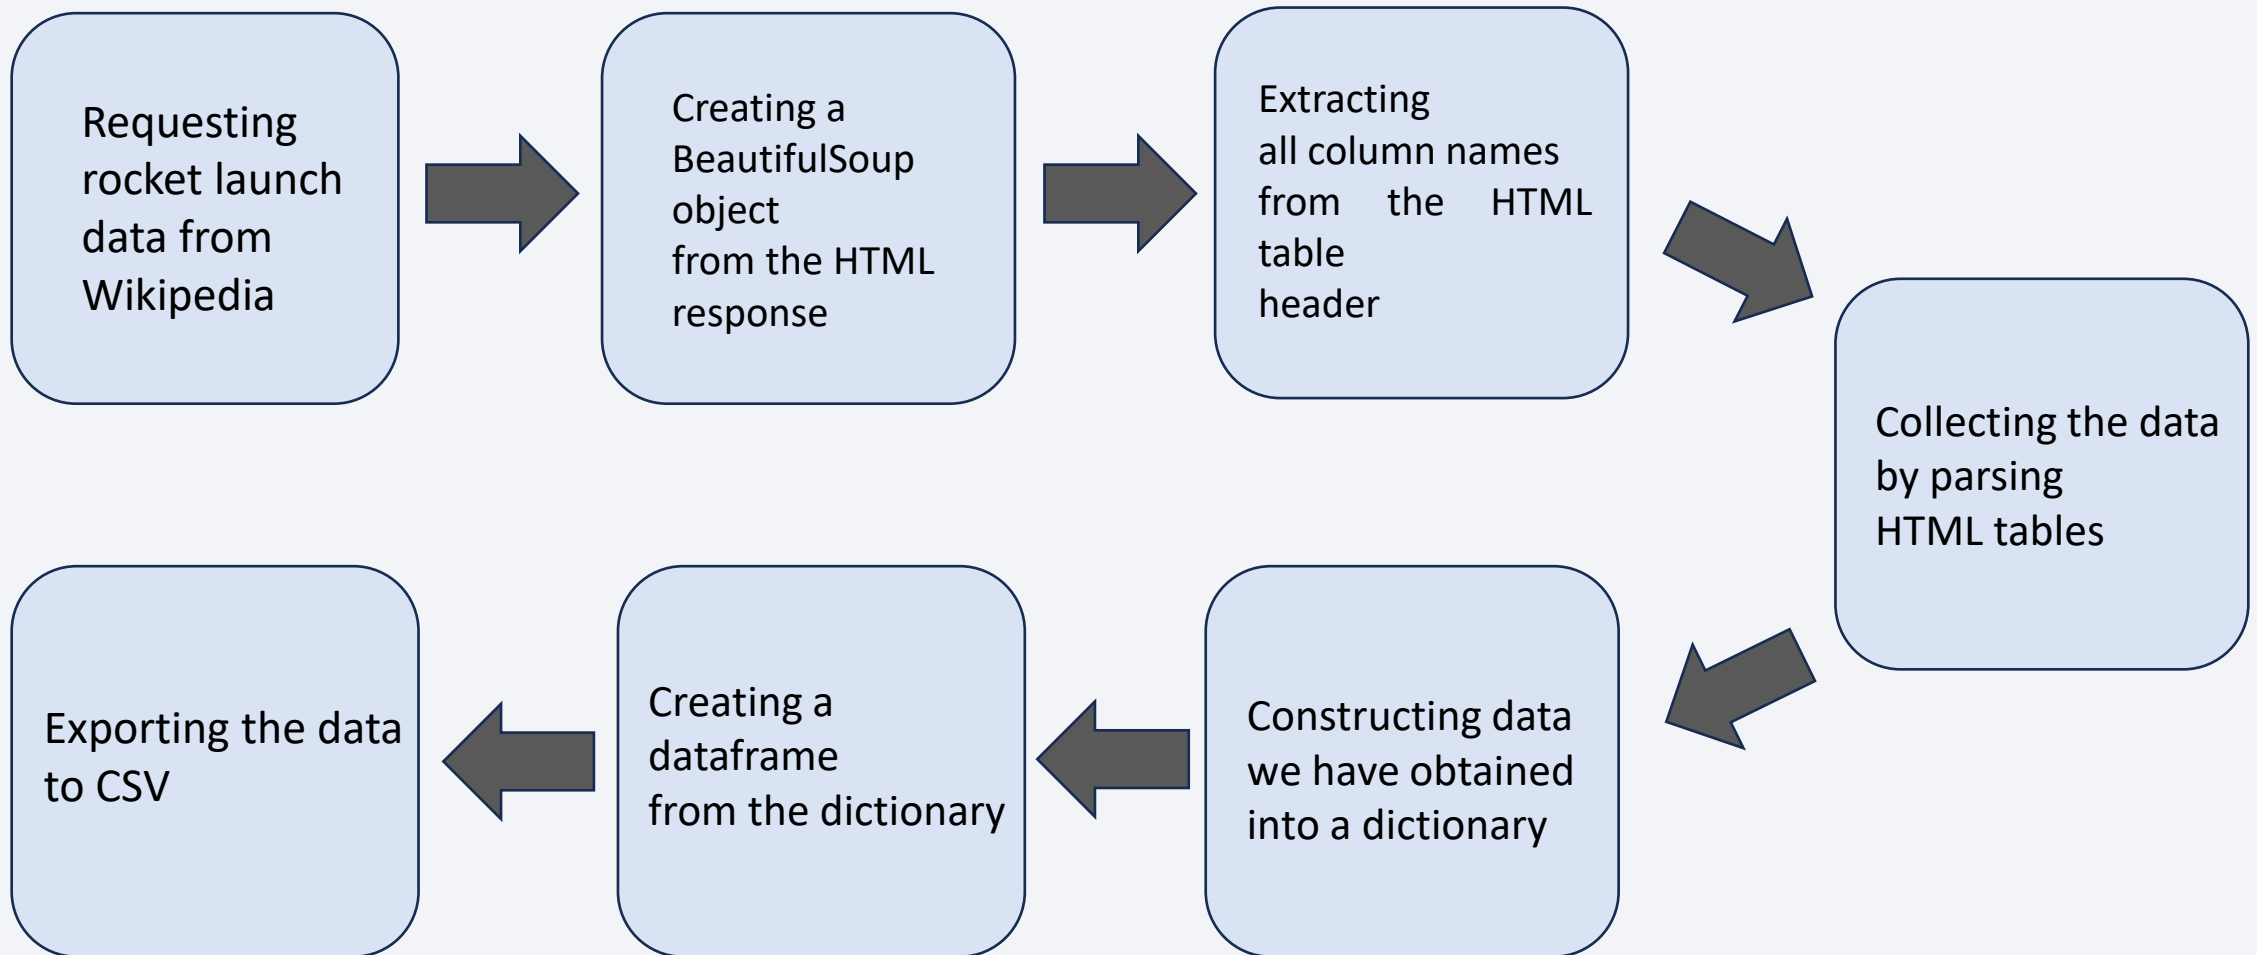 Requesting
rocket launch
data from
Wikipedia
Creating a
BeautifulSoup
object
from the HTML
response
Extracting
all column names
from the HTML
table
header
Collecting the data
by parsing
HTML tables
Constructing data
we have obtained
into a dictionary
Creating a
dataframe
from the dictionary
Exporting the data
to CSV